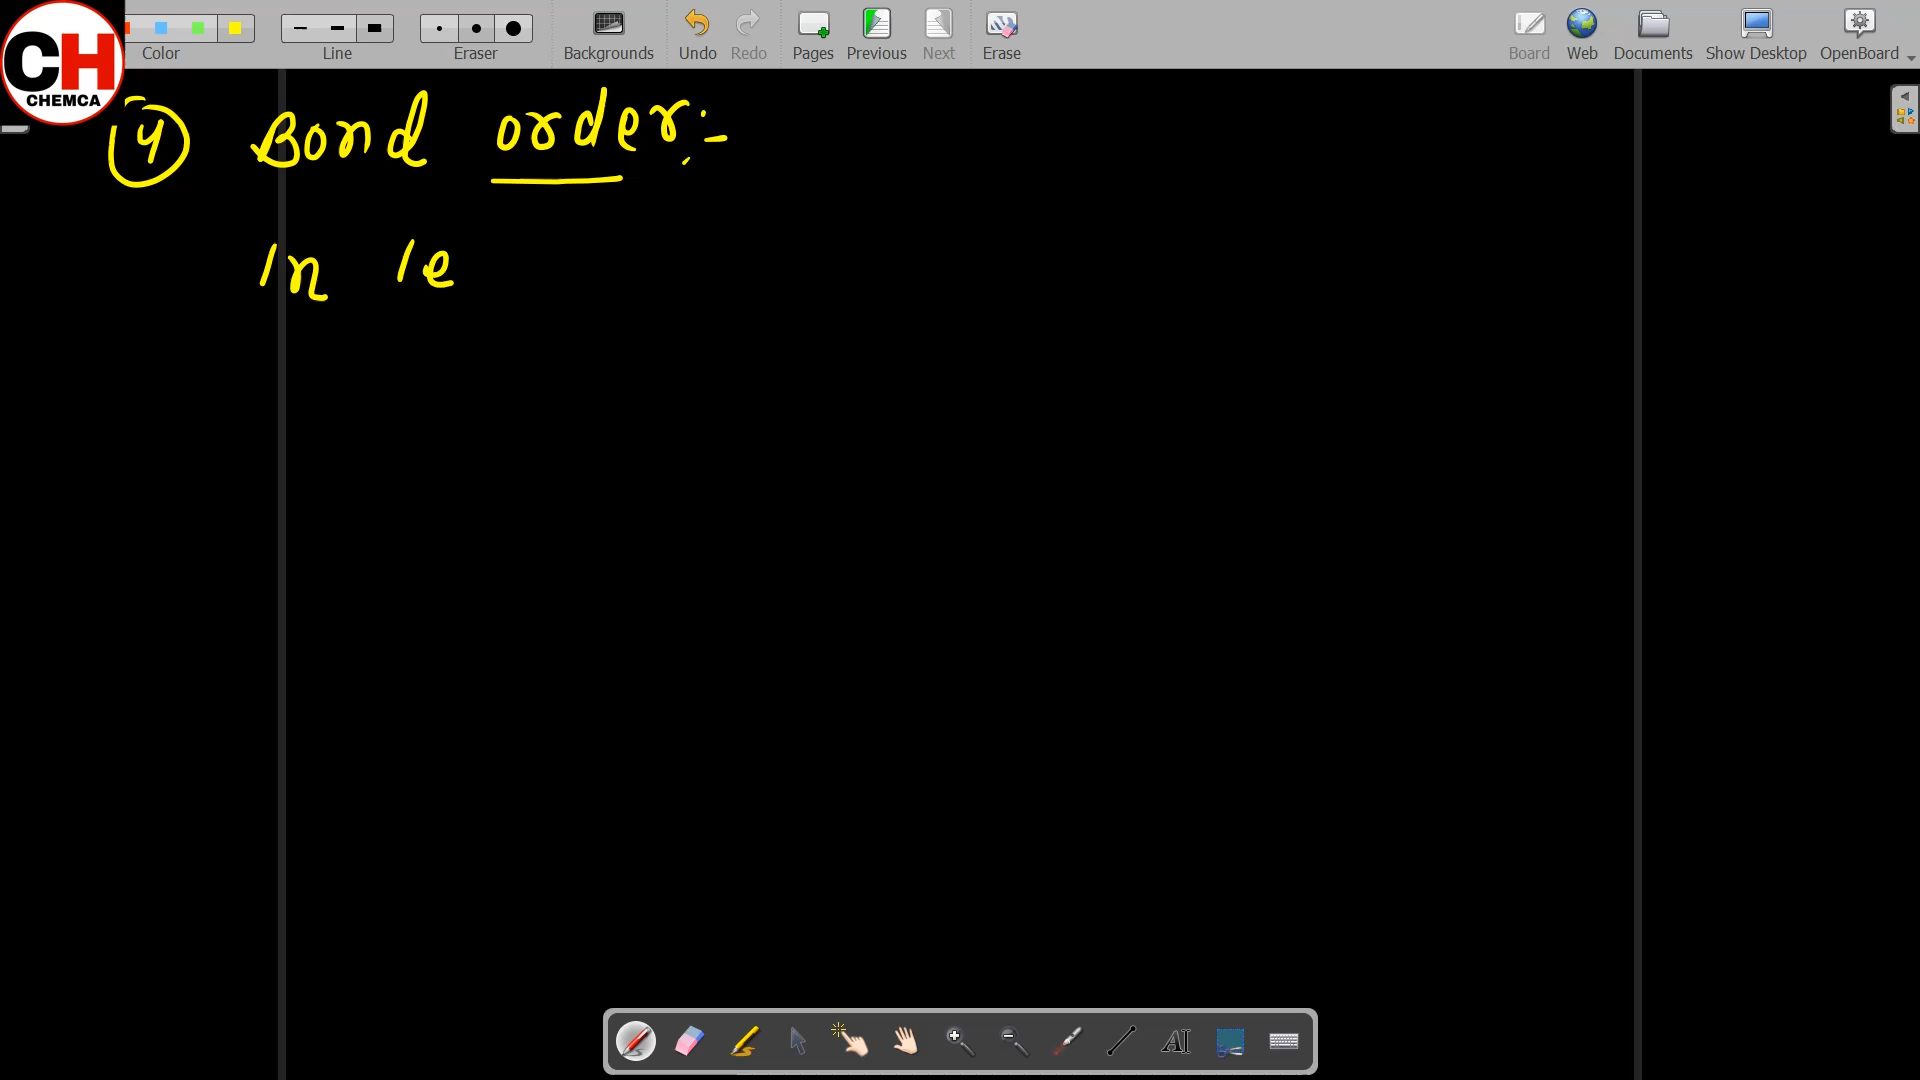 CH
CHEMCA
Color
Line
Eraser
Backgrounds
Undo
Redo
Pages
Previous
Next
Erase
Board
Web
Documents
Show Desktop
OpenBoard
4 Bond order:-
In le
AI